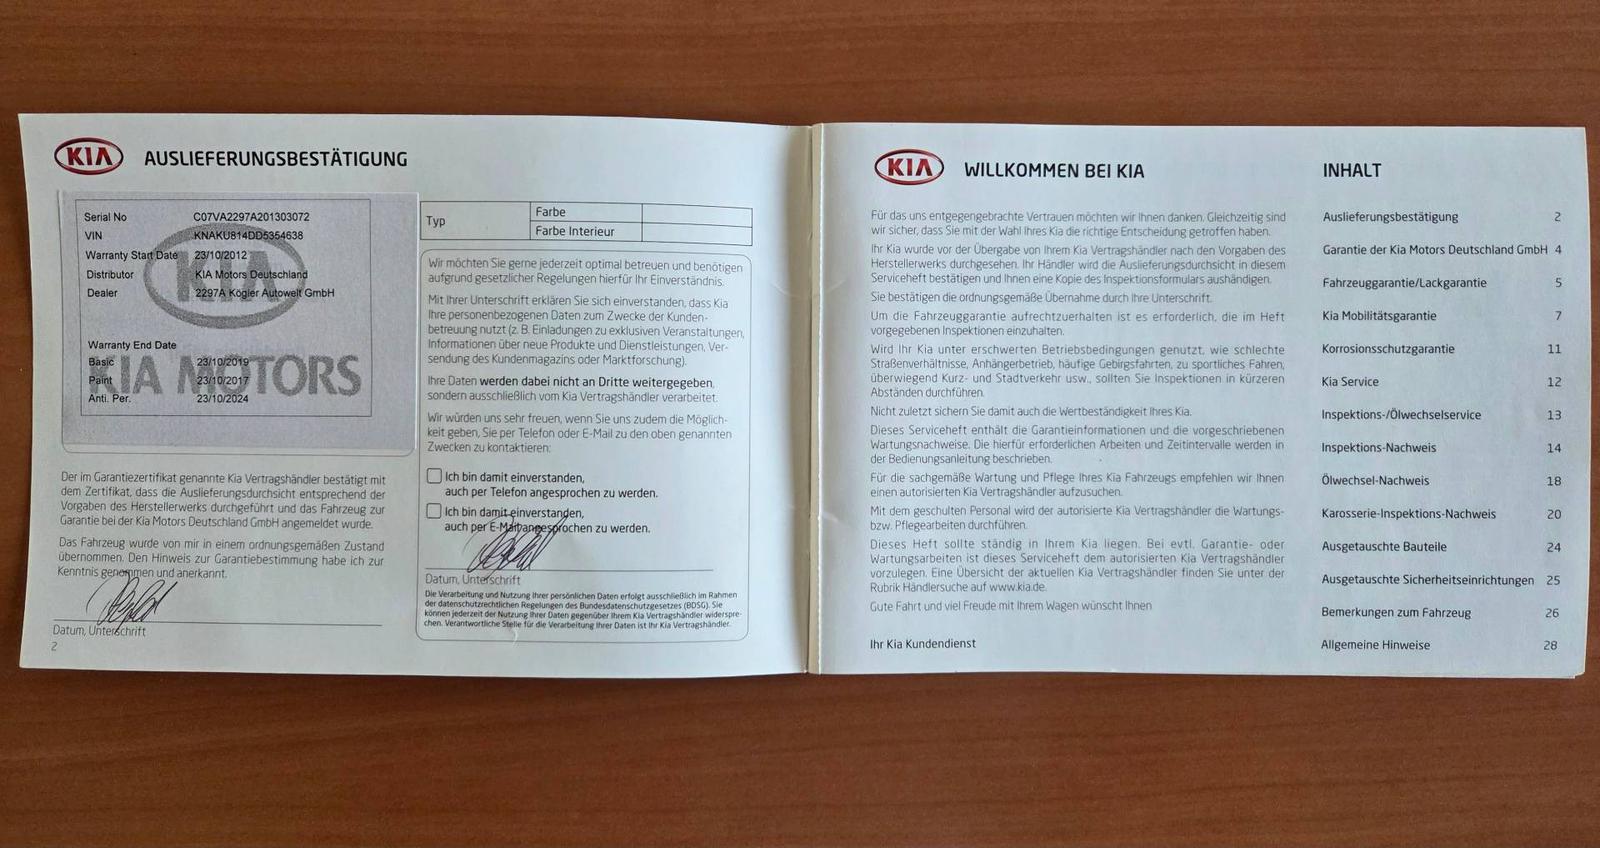 KIA AUSLIEFERUNGSBESTÄTIGUNG
Serial No C07VA2297A201303072
VIN KNAKU814DD5354638
Warranty Start Date 23/10/2012
Distributor KIA Motors Deutschland
Dealer 2297A Kögler Autowelt GmbH
Warranty End Date
Basic 23/10/2019
Paint 23/10/2017
Anti. Per. 23/10/2024
KIA
KIA MOTORS
Der im Garantiezertifikat genannte Kia Vertragshändler bestätigt mit
dem Zertifikat, dass die Auslieferungsdurchsicht entsprechend der
Vorgaben des Herstellerwerks durchgeführt und das Fahrzeug zur
Garantie bei der Kia Motors Deutschland GmbH angemeldet wurde.
Das Fahrzeug wurde von mir in einem ordnungsgemäßen Zustand
übernommen. Den Hinweis zur Garantiebestimmung habe ich zur
Kenntnis genommen und anerkannt.
Datum, Unterschrift
2
Typ
Farbe
Farbe Interieur
Wir möchten Sie gerne jederzeit optimal betreuen und benötigen
aufgrund gesetzlicher Regelungen hierfür Ihr Einverständnis.
Mit Ihrer Unterschrift erklären Sie sich einverstanden, dass Kia
Ihre personenbezogenen Daten zum Zwecke der Kunden-
betreuung nutzt (z. B. Einladungen zu exklusiven Veranstaltungen,
Informationen über neue Produkte und Dienstleistungen, Ver-
sendung des Kundenmagazins oder Marktforschung).
Ihre Daten werden dabei nicht an Dritte weitergegeben,
sondern ausschließlich vom Kia Vertragshändler verarbeitet.
Wir würden uns sehr freuen, wenn Sie uns zudem die Möglich-
keit geben, Sie per Telefon oder E-Mail zu den oben genannten
Zwecken zu kontaktieren:
Ich bin damit einverstanden,
auch per Telefon angesprochen zu werden.
Ich bin damit einverstanden,
auch per E-Mail angesprochen zu werden.
Datum, Unterschrift
Die Verarbeitung und Nutzung Ihrer persönlichen Daten erfolgt ausschließlich im Rahmen
der datenschutzrechtlichen Regelungen des Bundesdatenschutzgesetzes (BDSG). Sie
können jederzeit der Nutzung Ihrer Daten gegenüber Ihrem Kia Vertragshändler widerspre-
chen. Verantwortliche Stelle für die Verarbeitung Ihrer Daten ist Ihr Kia Vertragshändler.
KIA WILLKOMMEN BEI KIA
Für das uns entgegengebrachte Vertrauen möchten wir Ihnen danken. Gleichzeitig sind
wir sicher, dass Sie mit der Wahl Ihres Kia die richtige Entscheidung getroffen haben.
Ihr Kia wurde vor der Übergabe von Ihrem Kia Vertragshändler nach den Vorgaben des
Herstellerwerks durchgesehen. Ihr Händler wird die Auslieferungsdurchsicht in diesem
Serviceheft bestätigen und Ihnen eine Kopie des Inspektionsformulars aushändigen.
Sie bestätigen die ordnungsgemäße Übernahme durch Ihre Unterschrift.
Um die Fahrzeuggarantie aufrechtzuerhalten ist es erforderlich, die im Heft
vorgegebenen Inspektionen einzuhalten.
Wird Ihr Kia unter erschwerten Betriebsbedingungen genutzt, wie schlechte
Straßenverhältnisse, Anhängerbetrieb, häufige Gebirgsfahrten, zu sportliches Fahren,
überwiegend Kurz- und Stadtverkehr usw., sollten Sie Inspektionen in kürzeren
Abständen durchführen.
Nicht zuletzt sichern Sie damit auch die Wertbeständigkeit Ihres Kia.
Dieses Serviceheft enthält die Garantieinformationen und die vorgeschriebenen
Wartungsnachweise. Die hierfür erforderlichen Arbeiten und Zeitintervalle werden in
der Bedienungsanleitung beschrieben.
Für die sachgemäße Wartung und Pflege Ihres Kia Fahrzeugs empfehlen wir Ihnen
einen autorisierten Kia Vertragshändler aufzusuchen.
Mit dem geschulten Personal wird der autorisierte Kia Vertragshändler die Wartungs-
bzw. Pflegearbeiten durchführen.
Dieses Heft sollte ständig in Ihrem Kia liegen. Bei evtl. Garantie- oder
Wartungsarbeiten ist dieses Serviceheft dem autorisierten Kia Vertragshändler
vorzulegen. Eine Übersicht der aktuellen Kia Vertragshändler finden Sie unter der
Rubrik Händlersuche auf www.kia.de.
Gute Fahrt und viel Freude mit Ihrem Wagen wünscht Ihnen
Ihr Kia Kundendienst
INHALT
Auslieferungsbestätigung 2
Garantie der Kia Motors Deutschland GmbH 4
Fahrzeuggarantie/Lackgarantie 5
Kia Mobilitätsgarantie 7
Korrosionsschutzgarantie 11
Kia Service 12
Inspektions-/Ölwechselservice 13
Inspektions-Nachweis 14
Ölwechsel-Nachweis 18
Karosserie-Inspektions-Nachweis 20
Ausgetauschte Bauteile 24
Ausgetauschte Sicherheitseinrichtungen 25
Bemerkungen zum Fahrzeug 26
Allgemeine Hinweise 28